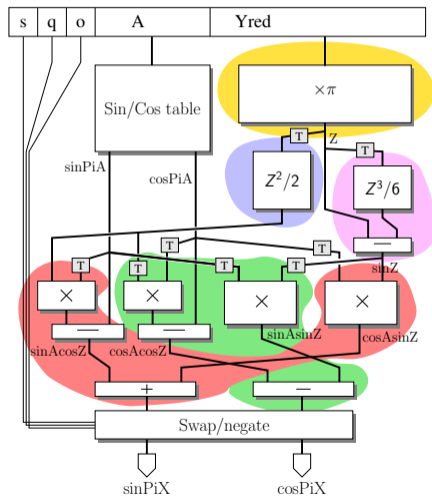 s q o A Yred
×π
Sin/Cos table
T
Z
T
sinPiA
cosPiA
Z²/2
Z³/6
T
T
−
T
T
T
T
sinZ
×
×
×
×
−
−
sinAcosZ
cosAcosZ
sinAsinZ
cosAsinZ
+
−
Swap/negate
sinPiX
cosPiX